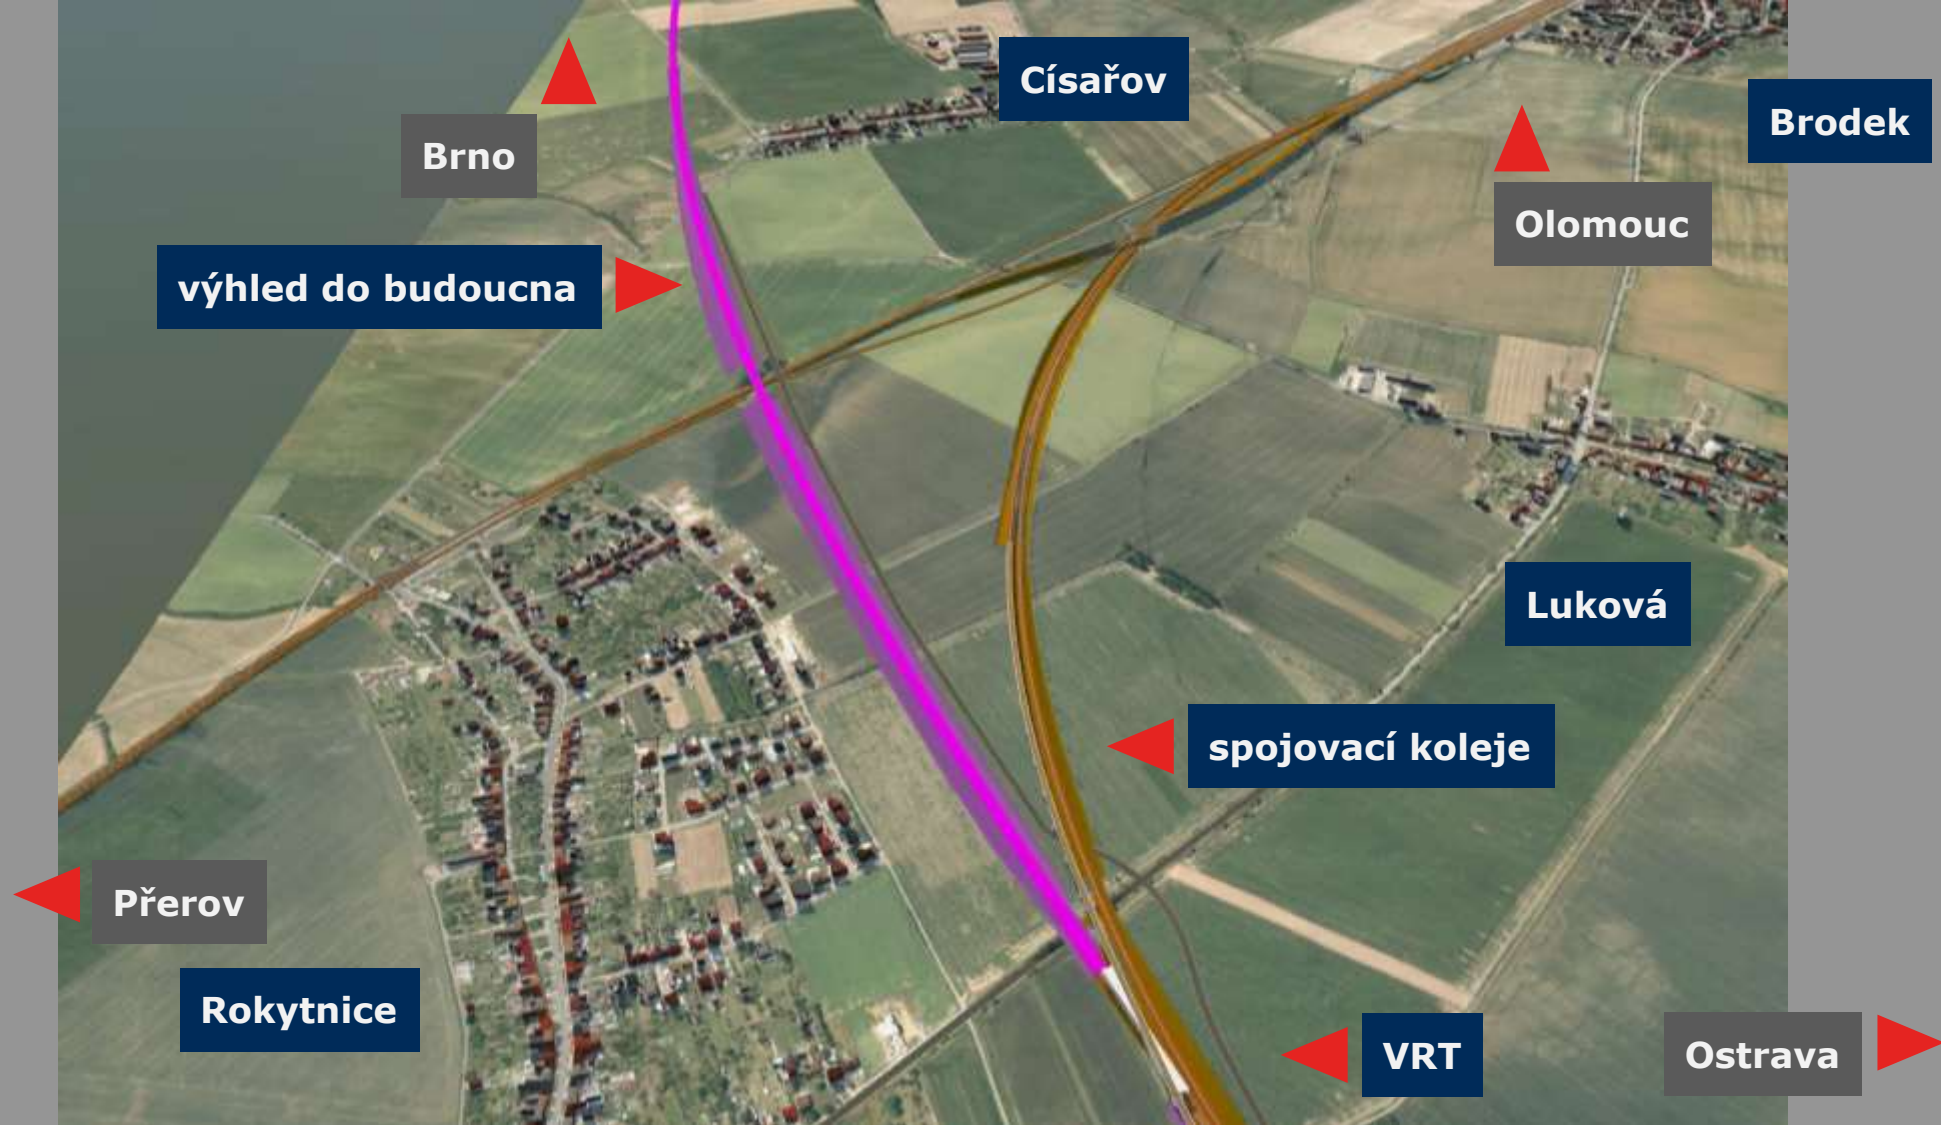 Císařov
Brodek
Brno
Olomouc
výhled do budoucna
Luková
spojovací koleje
Přerov
Rokytnice
VRT
Ostrava